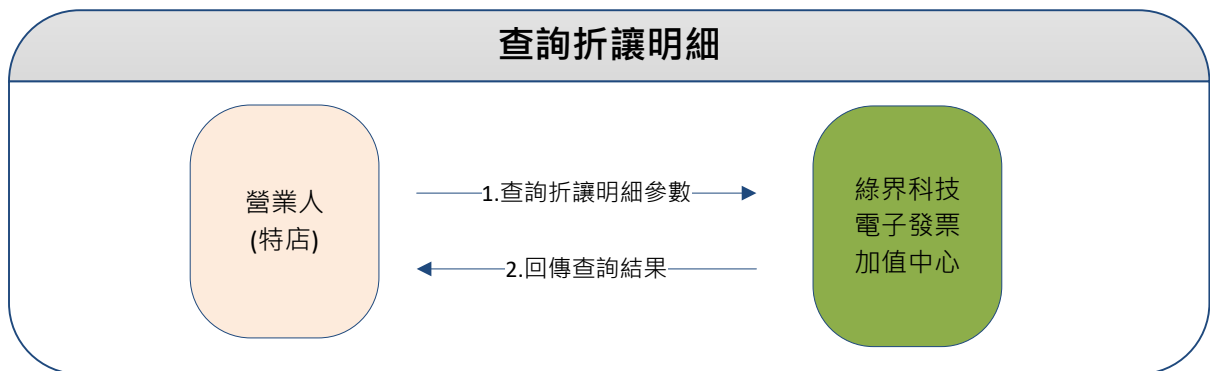 查詢折讓明細
營業人
(特店)
1.查詢折讓明細參數
2.回傳查詢結果
綠界科技
電子發票
加值中心